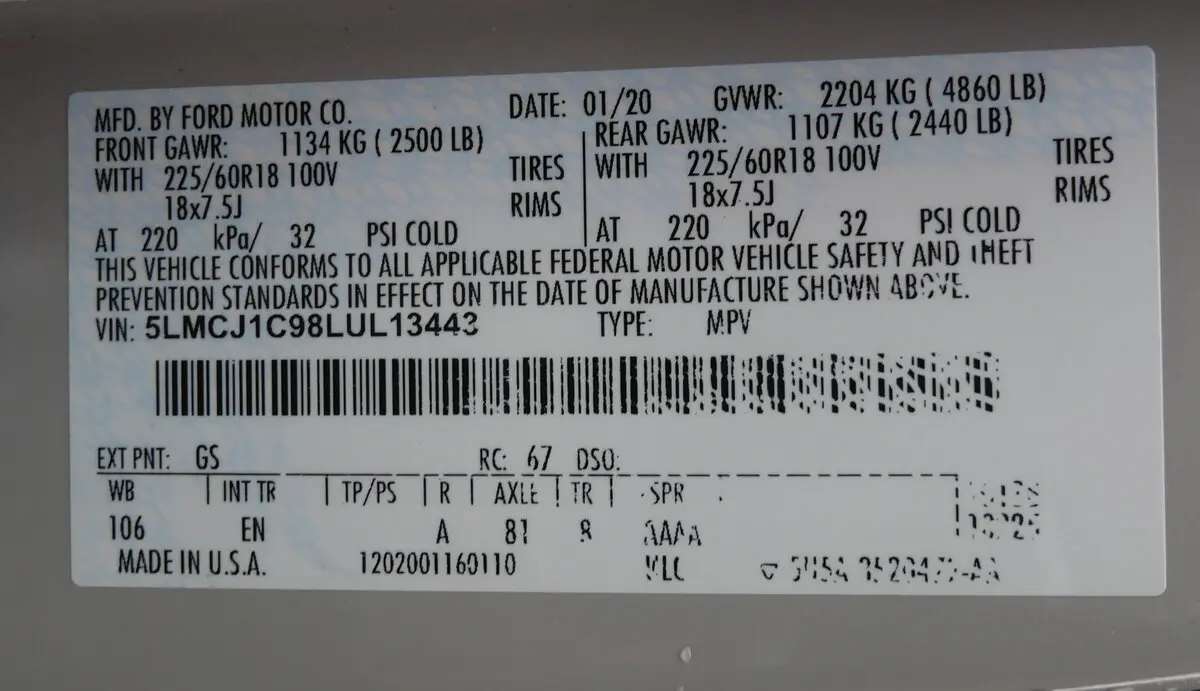 MFD. BY FORD MOTOR CO. DATE: 01/20 GVWR: 2204 KG ( 4860 LB)
FRONT GAWR: 1134 KG ( 2500 LB) REAR GAWR: 1107 KG ( 2440 LB)
WITH 225/60R18 100V TIRES WITH 225/60R18 100V TIRES
18x7.5J RIMS 18x7.5J RIMS
AT 220 kPa/ 32 PSI COLD AT 220 kPa/ 32 PSI COLD
THIS VEHICLE CONFORMS TO ALL APPLICABLE FEDERAL MOTOR VEHICLE SAFETY AND THEFT
PREVENTION STANDARDS IN EFFECT ON THE DATE OF MANUFACTURE SHOWN ABOVE.
VIN: 5LMCJ1C98LUL13443 TYPE: MPV
EXT PNT: GS RC: 67 DSO:
WB INT TR TP/PS R AXLE TR SPR
106 EN A 81 8 AAAA
MADE IN U.S.A. 1202001160110